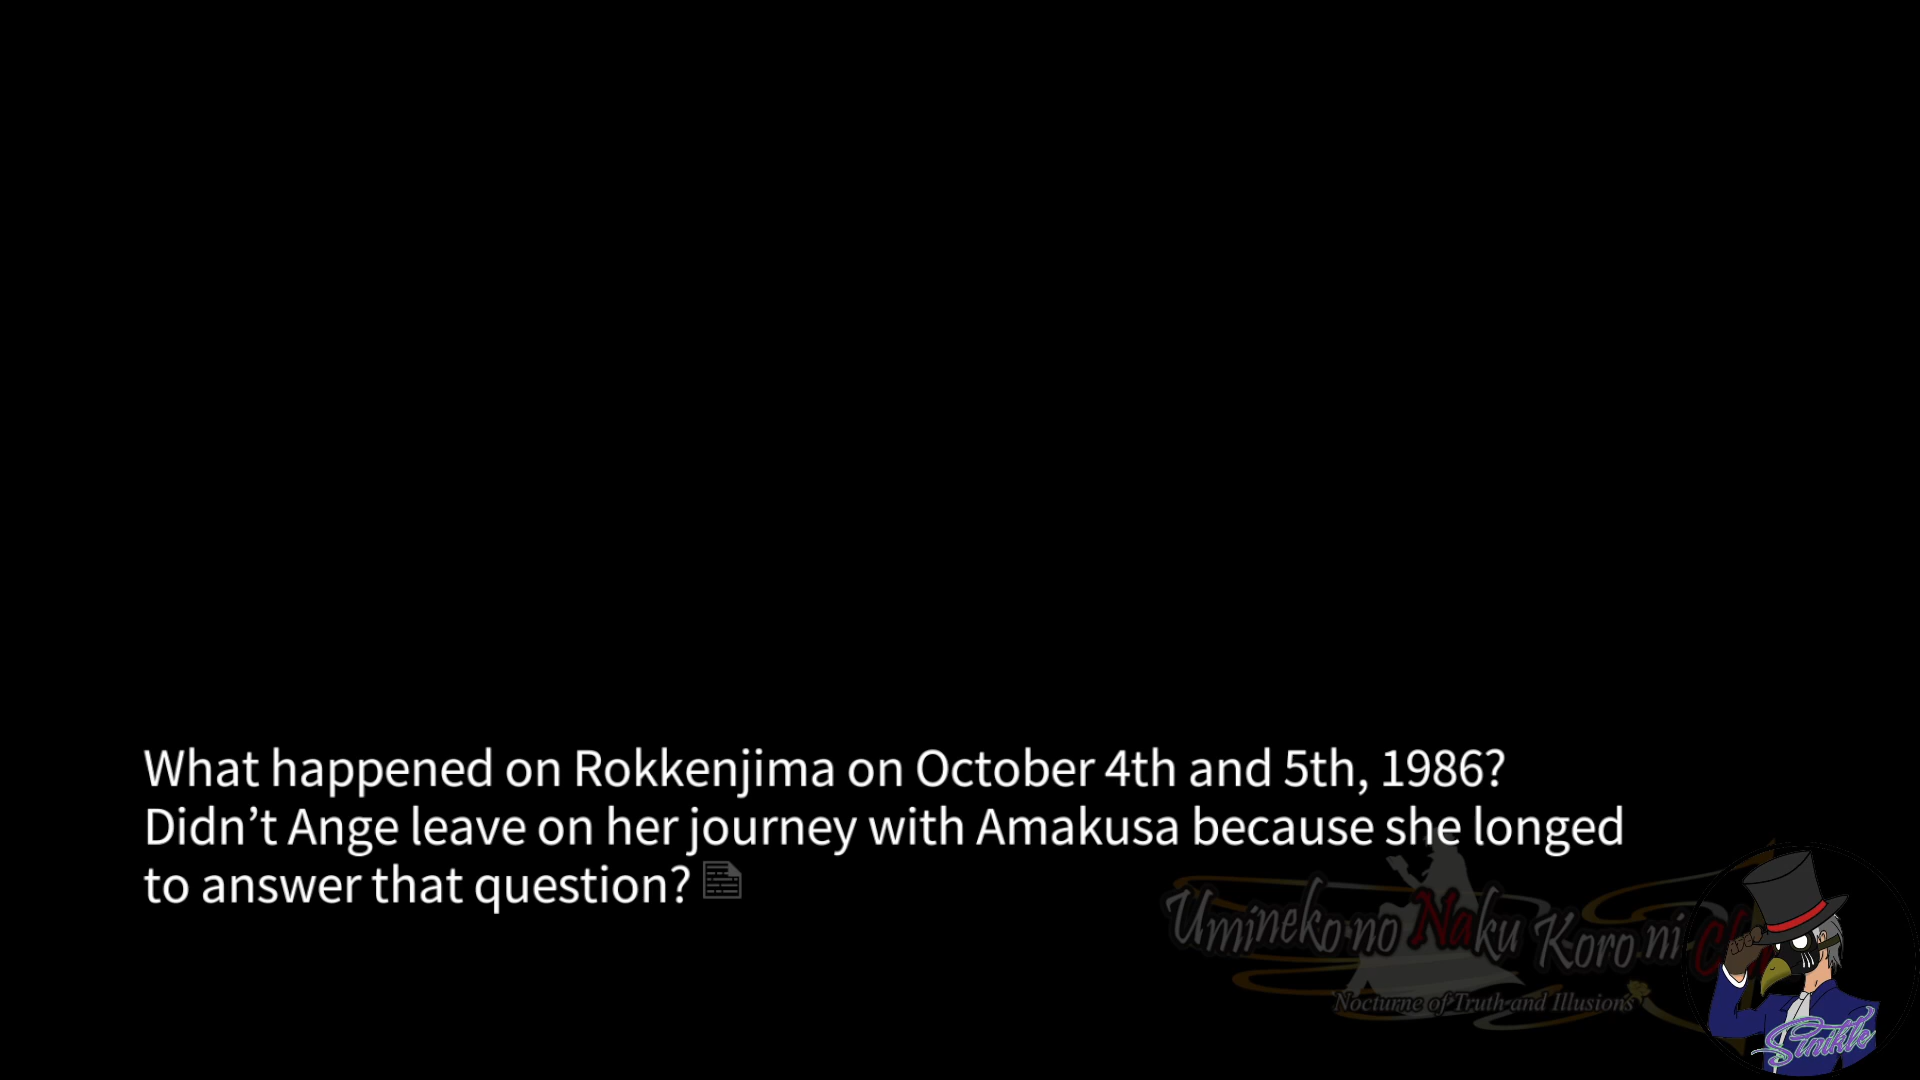 What happened on Rokkenjima on October 4th and 5th, 1986?
Didn’t Ange leave on her journey with Amakusa because she longed
to answer that question?
Umineko no Naku Koro ni
Nocturne of Truth and Illusions
Sinikle